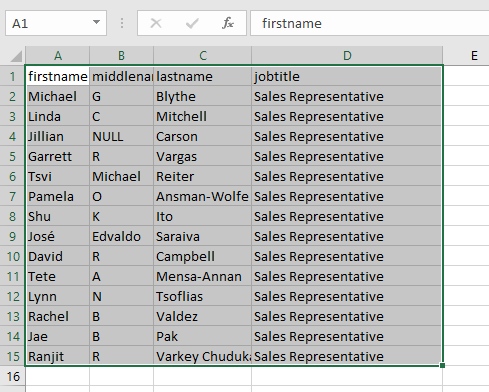 A1 fx firstname
A B C D E
1 firstname middlenam lastname jobtitle
2 Michael G Blythe Sales Representative
3 Linda C Mitchell Sales Representative
4 Jillian NULL Carson Sales Representative
5 Garrett R Vargas Sales Representative
6 Tsvi Michael Reiter Sales Representative
7 Pamela O Ansman-Wolfe Sales Representative
8 Shu K Ito Sales Representative
9 José Edvaldo Saraiva Sales Representative
10 David R Campbell Sales Representative
11 Tete A Mensa-Annan Sales Representative
12 Lynn N Tsoflias Sales Representative
13 Rachel B Valdez Sales Representative
14 Jae B Pak Sales Representative
15 Ranjit R Varkey Chuduka Sales Representative
16